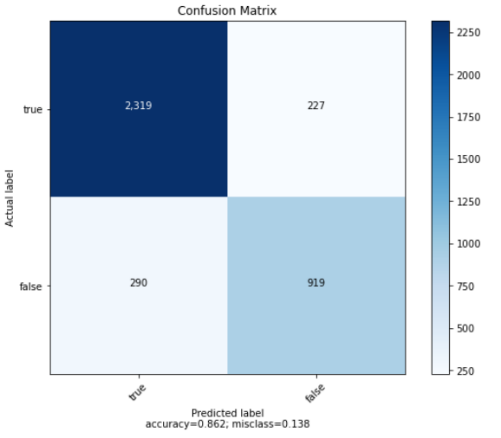 Confusion Matrix
2,319
227
290
919
true
false
Actual label
true
false
Predicted label
accuracy=0.862; misclass=0.138
2250
2000
1750
1500
1250
1000
750
500
250